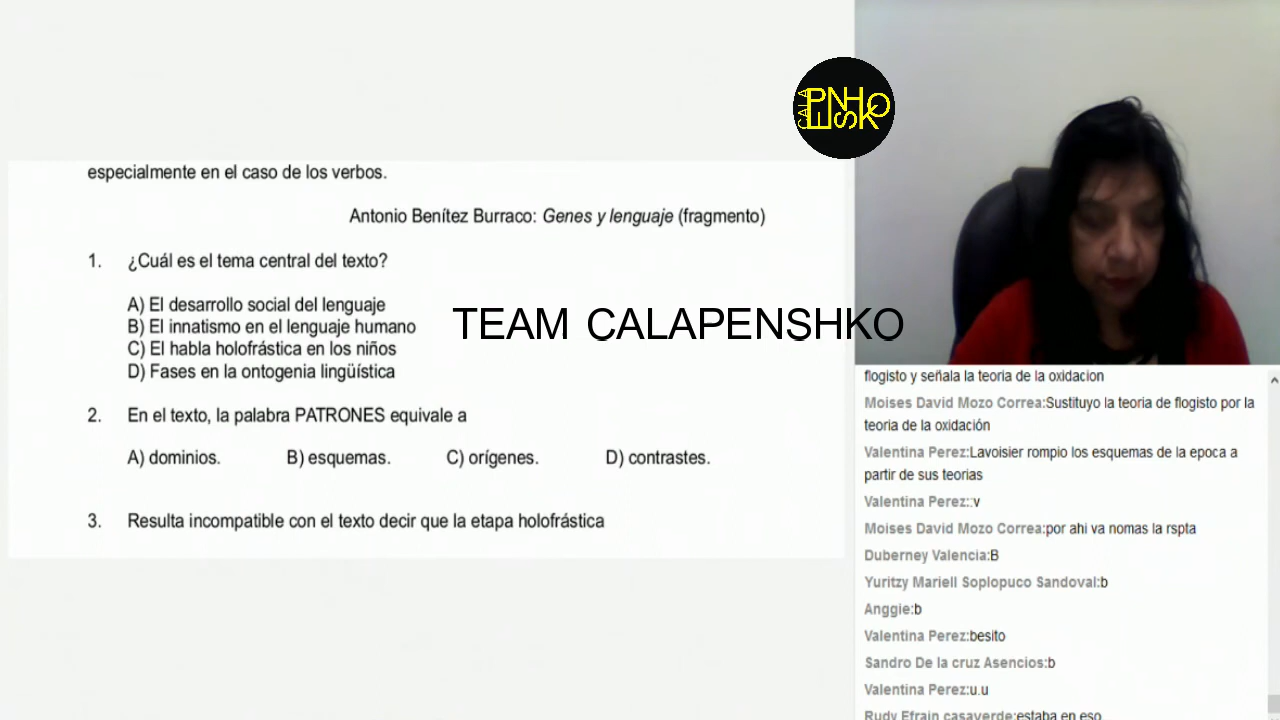 CALA
PENHO
ESK
especialmente en el caso de los verbos.
Antonio Benítez Burraco: Genes y lenguaje (fragmento)
1. ¿Cuál es el tema central del texto?
A) El desarrollo social del lenguaje
B) El innatismo en el lenguaje humano
C) El habla holofrástica en los niños
D) Fases en la ontogenia lingüística
TEAM CALAPENSHKO
2. En el texto, la palabra PATRONES equivale a
A) dominios. B) esquemas. C) orígenes. D) contrastes.
3. Resulta incompatible con el texto decir que la etapa holofrástica
flogisto y señala la teoria de la oxidacion
Moises David Mozo Correa:Sustituyo la teoria de flogisto por la
teoria de la oxidación
Valentina Perez:Lavoisier rompio los esquemas de la epoca a
partir de sus teorias
Valentina Perez::v
Moises David Mozo Correa:por ahi va nomas la rspta
Duberney Valencia:B
Yuritzy Mariell Soplopuco Sandoval:b
Anggie:b
Valentina Perez:besito
Sandro De la cruz Asencios:b
Valentina Perez:u.u
Rudy Efrain casaverde:estaba en eso